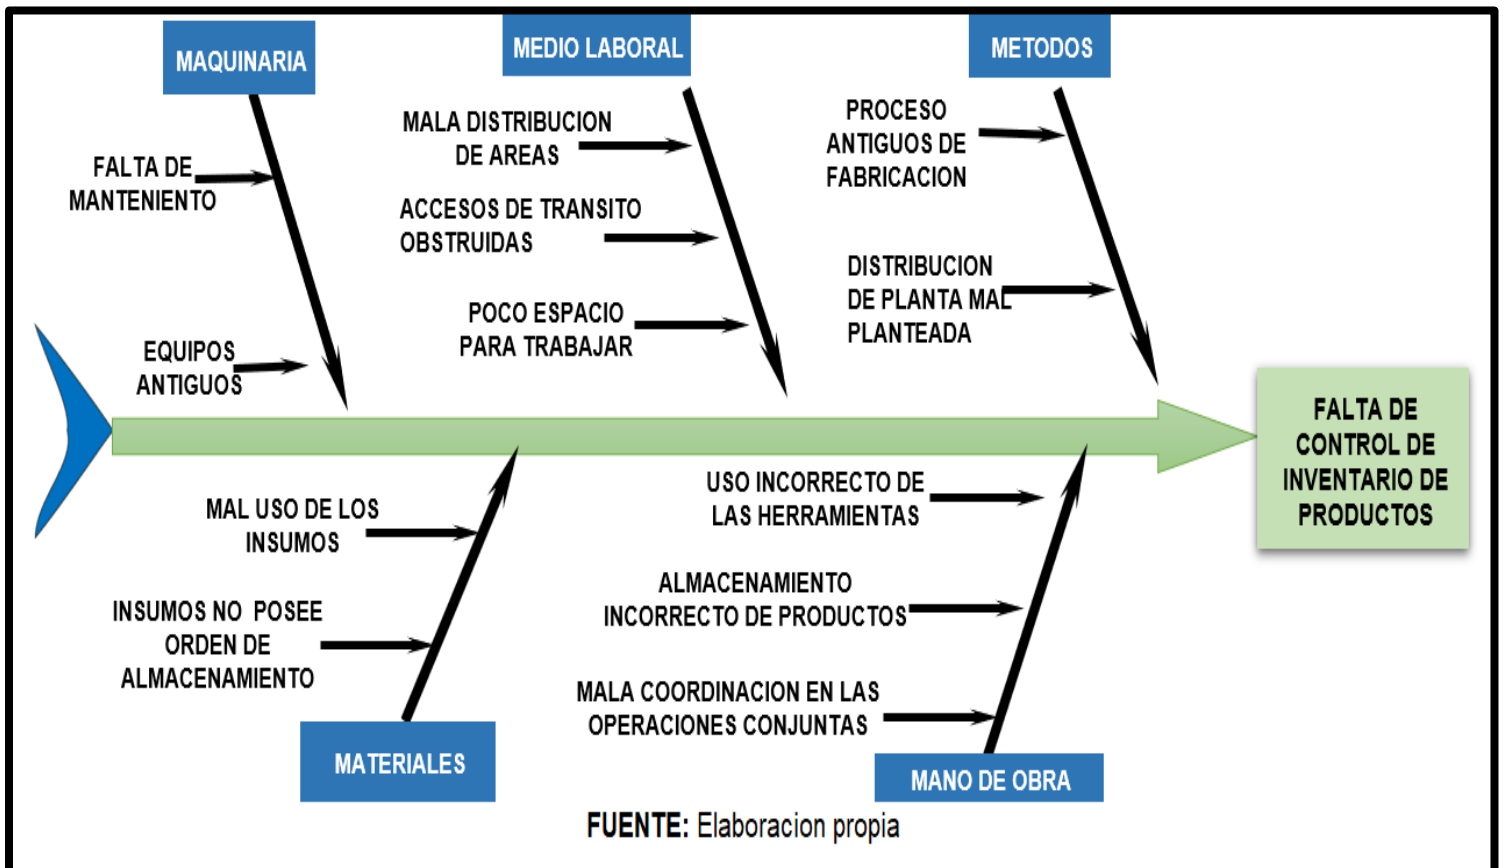 MAQUINARIA
MEDIO LABORAL
METODOS
FALTA DE
MANTENIENTO
EQUIPOS
ANTIGUOS
MALA DISTRIBUCION
DE AREAS
ACCESOS DE TRANSITO
OBSTRUIDAS
POCO ESPACIO
PARA TRABAJAR
PROCESO
ANTIGUOS DE
FABRICACION
DISTRIBUCION
DE PLANTA MAL
PLANTEADA
FALTA DE
CONTROL DE
INVENTARIO DE
PRODUCTOS
MAL USO DE LOS
INSUMOS
INSUMOS NO POSEE
ORDEN DE
ALMACENAMIENTO
USO INCORRECTO DE
LAS HERRAMIENTAS
ALMACENAMIENTO
INCORRECTO DE PRODUCTOS
MALA COORDINACION EN LAS
OPERACIONES CONJUNTAS
MATERIALES
MANO DE OBRA
FUENTE: Elaboracion propia